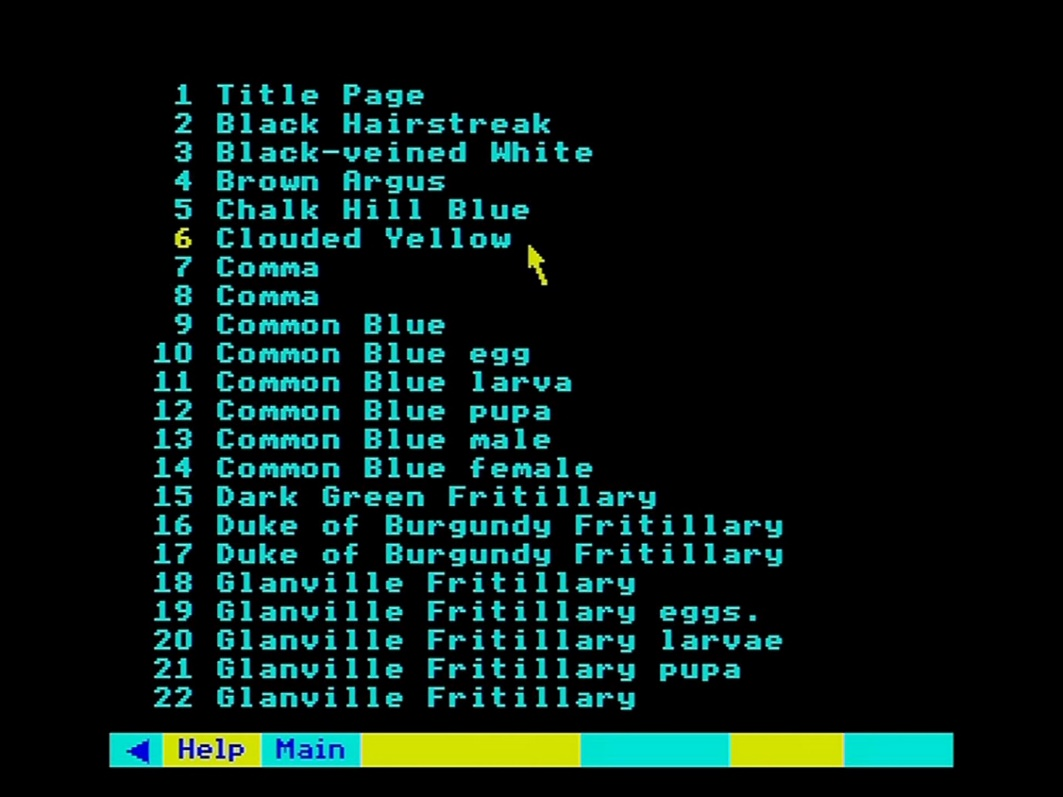 1 Title Page
2 Black Hairstreak
3 Black-veined White
4 Brown Argus
5 Chalk Hill Blue
6 Clouded Yellow
7 Comma
8 Comma
9 Common Blue
10 Common Blue egg
11 Common Blue larva
12 Common Blue pupa
13 Common Blue male
14 Common Blue female
15 Dark Green Fritillary
16 Duke of Burgundy Fritillary
17 Duke of Burgundy Fritillary
18 Glanville Fritillary
19 Glanville Fritillary eggs.
20 Glanville Fritillary larvae
21 Glanville Fritillary pupa
22 Glanville Fritillary
Help Main